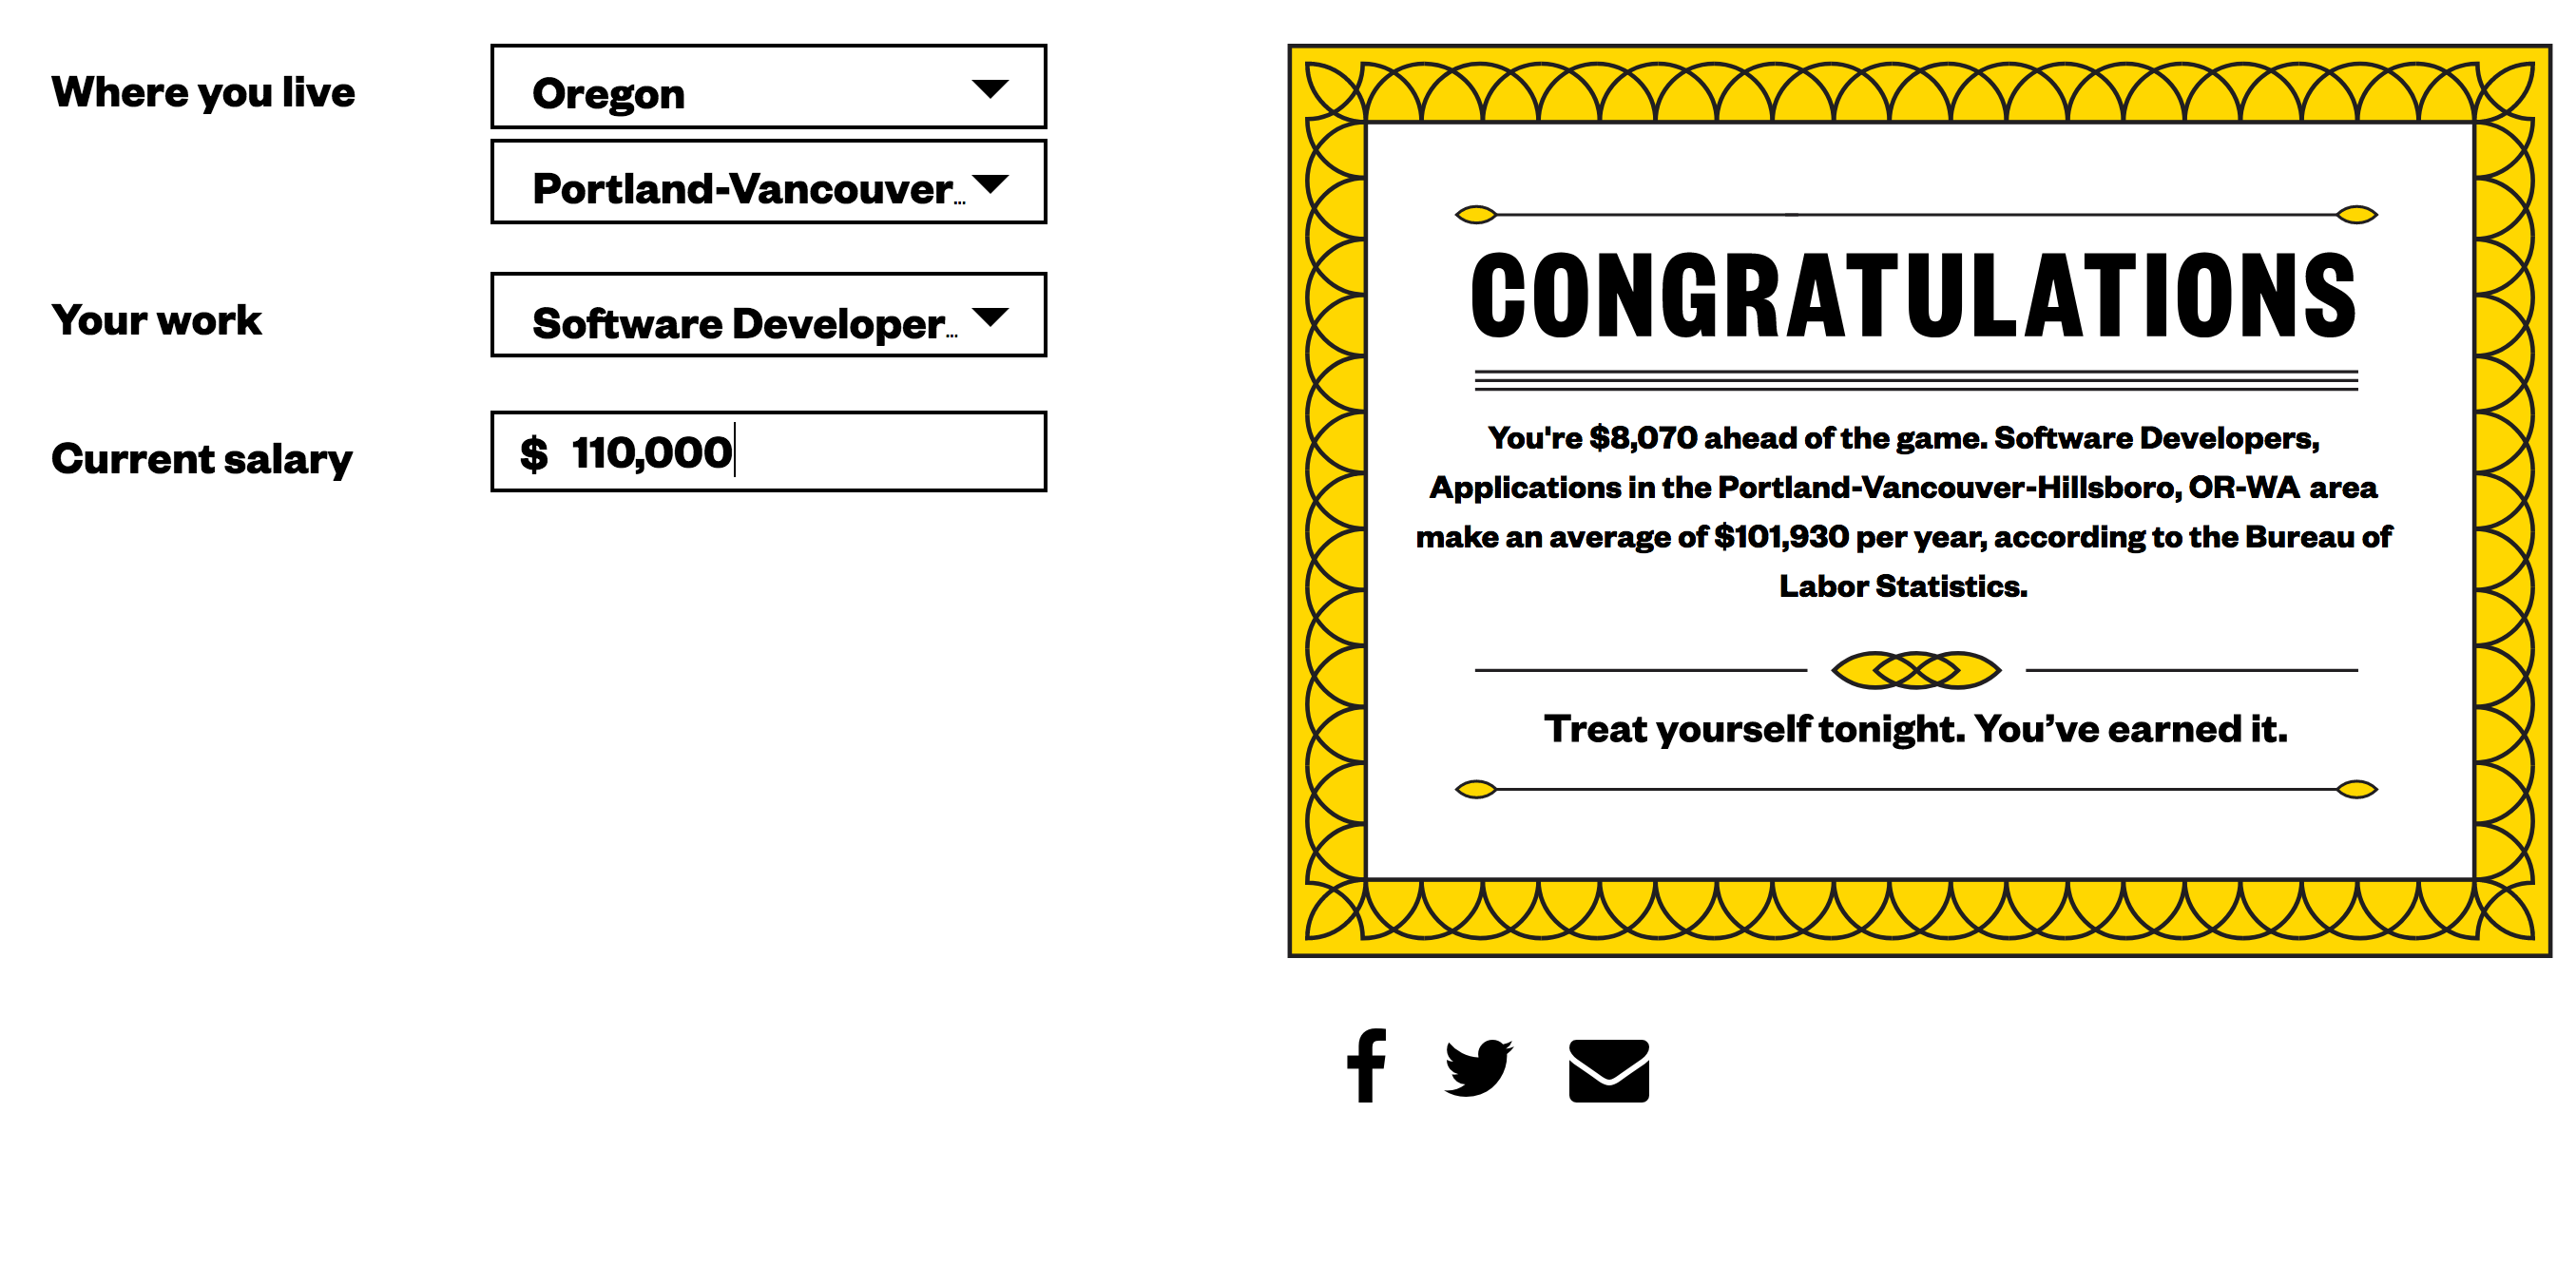 Where you live
Oregon
Portland-Vancouver...
Your work
Software Developer...
Current salary
$ 110,000
CONGRATULATIONS
You're $8,070 ahead of the game. Software Developers,
Applications in the Portland-Vancouver-Hillsboro, OR-WA area
make an average of $101,930 per year, according to the Bureau of
Labor Statistics.
Treat yourself tonight. You’ve earned it.